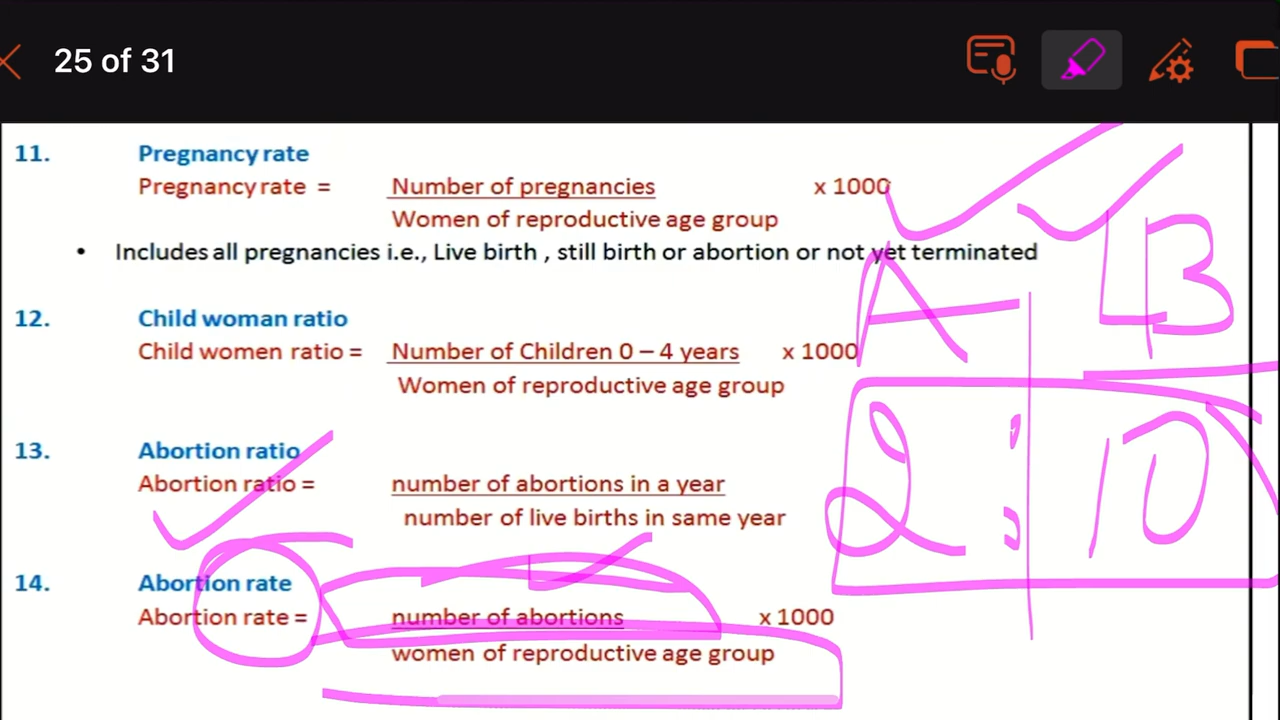 25 of 31
11. Pregnancy rate
Pregnancy rate = Number of pregnancies x 1000
Women of reproductive age group
• Includes all pregnancies i.e., Live birth , still birth or abortion or not yet terminated
12. Child woman ratio
Child women ratio = Number of Children 0 – 4 years x 1000
Women of reproductive age group
13. Abortion ratio
Abortion ratio = number of abortions in a year
number of live births in same year
14. Abortion rate
Abortion rate = number of abortions x 1000
women of reproductive age group
A LB
2 : 10